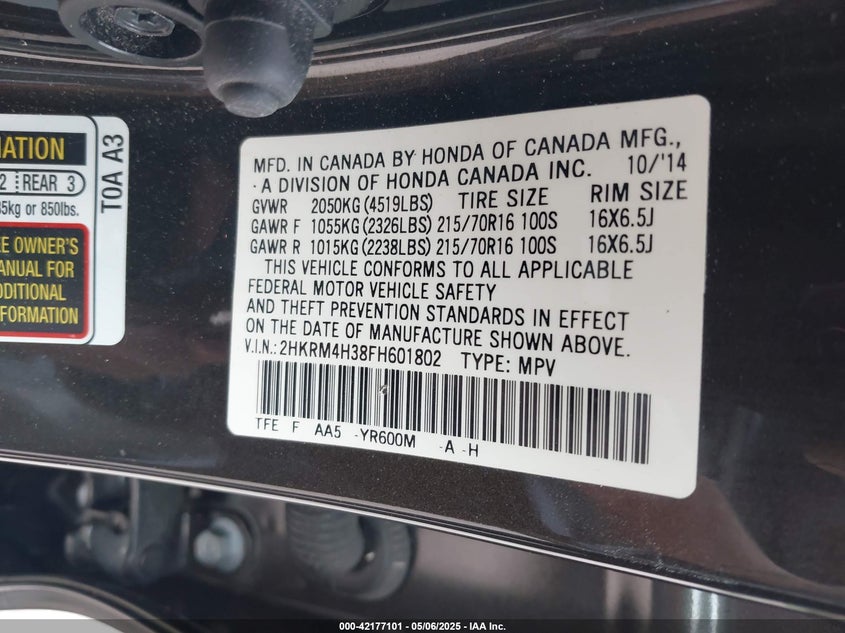 MATION
2 REAR 3
85kg or 850lbs.
EE OWNER'S
ANUAL FOR
DDITIONAL
FORMATION
T0A A3
MFD. IN CANADA BY HONDA OF CANADA MFG.,
A DIVISION OF HONDA CANADA INC. 10/'14
GVWR 2050KG(4519LBS) TIRE SIZE RIM SIZE
GAWR F 1055KG(2326LBS) 215/70R16 100S 16X6.5J
GAWR R 1015KG(2238LBS) 215/70R16 100S 16X6.5J
THIS VEHICLE CONFORMS TO ALL APPLICABLE
FEDERAL MOTOR VEHICLE SAFETY
AND THEFT PREVENTION STANDARDS IN EFFECT
ON THE DATE OF MANUFACTURE SHOWN ABOVE.
V.I.N.: 2HKRM4H38FH601802 TYPE: MPV
TFE F AA5 -YR600M -A -H
000-42177101 - 05/06/2025 - IAA Inc.